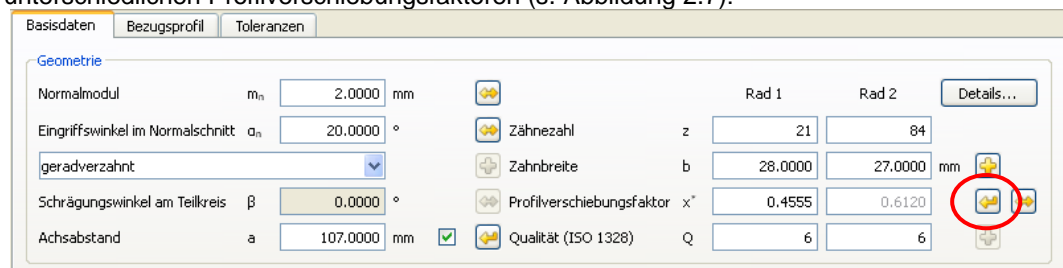 unterschiedlichen Profilverschiebungsfaktoren (s. Abbildung 2.7).
Basisdaten Bezugsprofil Toleranzen
Geometrie
Normalmodul mn 2.0000 mm Rad 1 Rad 2 Details...
Eingriffswinkel im Normalschnitt αn 20.0000 ° Zähnezahl z 21 84
geradverzahnt Zahnbreite b 28.0000 27.0000 mm
Schrägungswinkel am Teilkreis β 0.0000 ° Profilverschiebungsfaktor x* 0.4555 0.6120
Achsabstand a 107.0000 mm Qualität (ISO 1328) Q 6 6